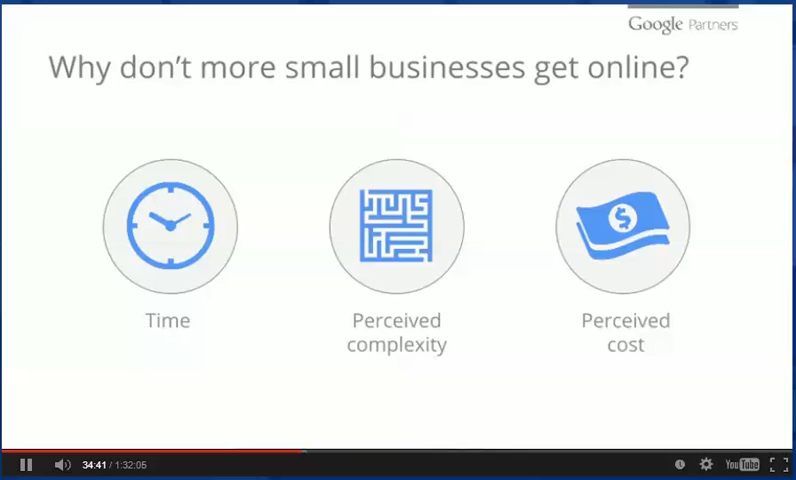 Google Partners
Why don't more small businesses get online?
$
Time
Perceived
complexity
Perceived
cost
34:41 / 1:32:05
YouTube